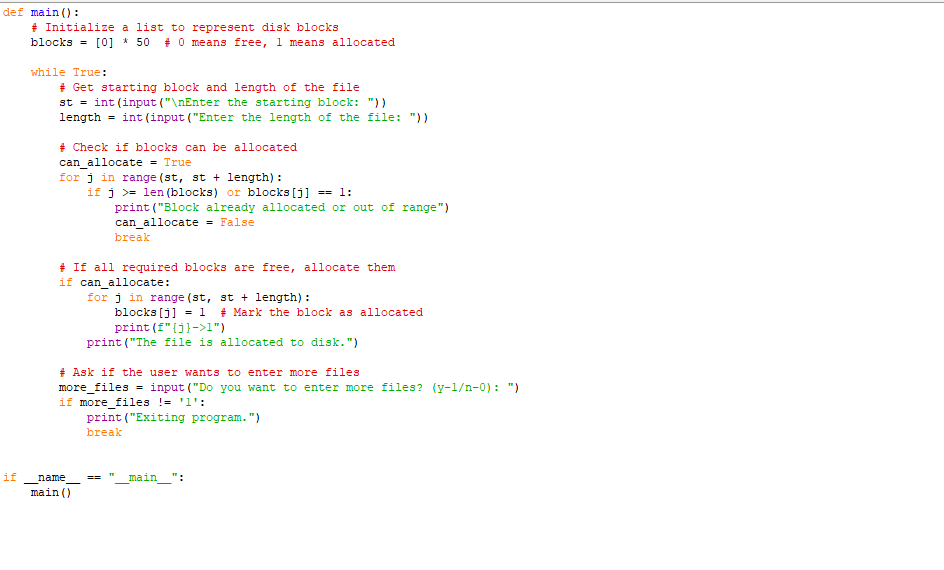 def main():
    # Initialize a list to represent disk blocks
    blocks = [0] * 50  # 0 means free, 1 means allocated

    while True:
        # Get starting block and length of the file
        st = int(input("\nEnter the starting block: "))
        length = int(input("Enter the length of the file: "))

        # Check if blocks can be allocated
        can_allocate = True
        for j in range(st, st + length):
            if j >= len(blocks) or blocks[j] == 1:
                print("Block already allocated or out of range")
                can_allocate = False
                break

        # If all required blocks are free, allocate them
        if can_allocate:
            for j in range(st, st + length):
                blocks[j] = 1  # Mark the block as allocated
                print(f"{j}->1")
            print("The file is allocated to disk.")

        # Ask if the user wants to enter more files
        more_files = input("Do you want to enter more files? (y-1/n-0): ")
        if more_files != '1':
            print("Exiting program.")
            break


if __name__ == "__main__":
    main()